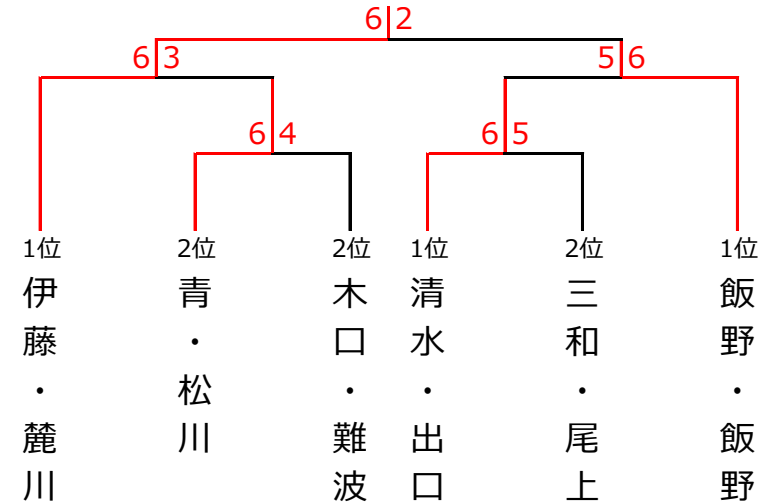 6 2
6 3
5 6
6 4
6 5
1位
2位
2位
1位
2位
1位
伊藤・麓川
青・松川
木口・難波
清水・出口
三和・尾上
飯野・飯野